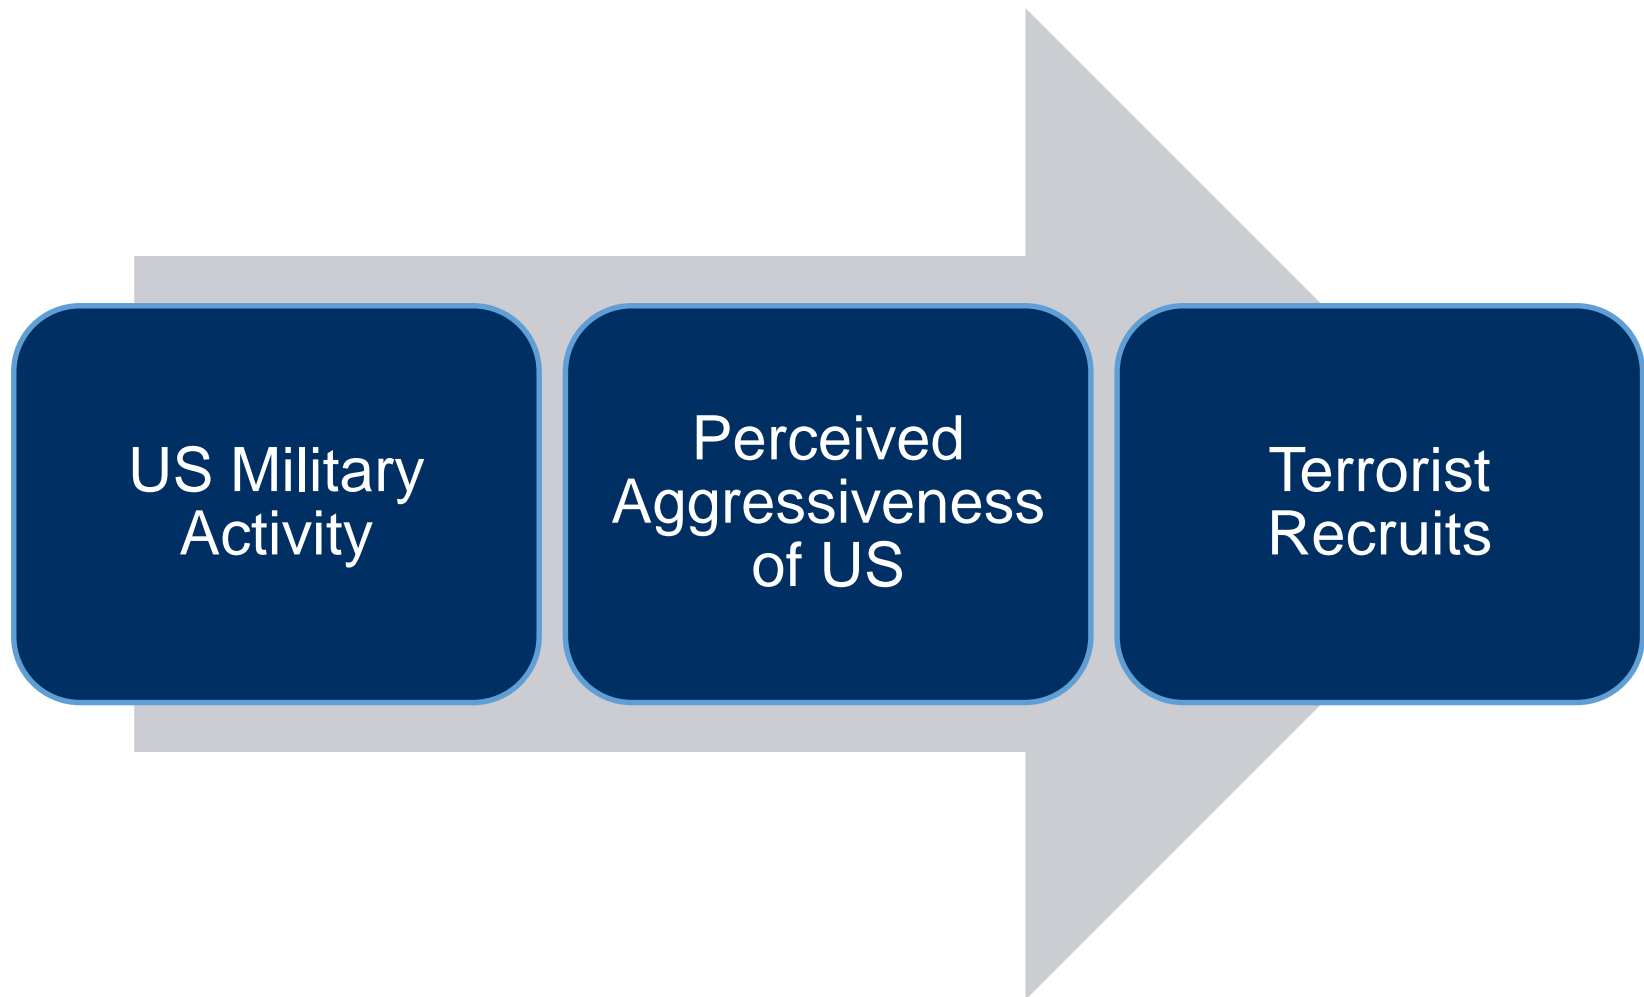 US Military
Activity
Perceived
Aggressiveness
of US
Terrorist
Recruits